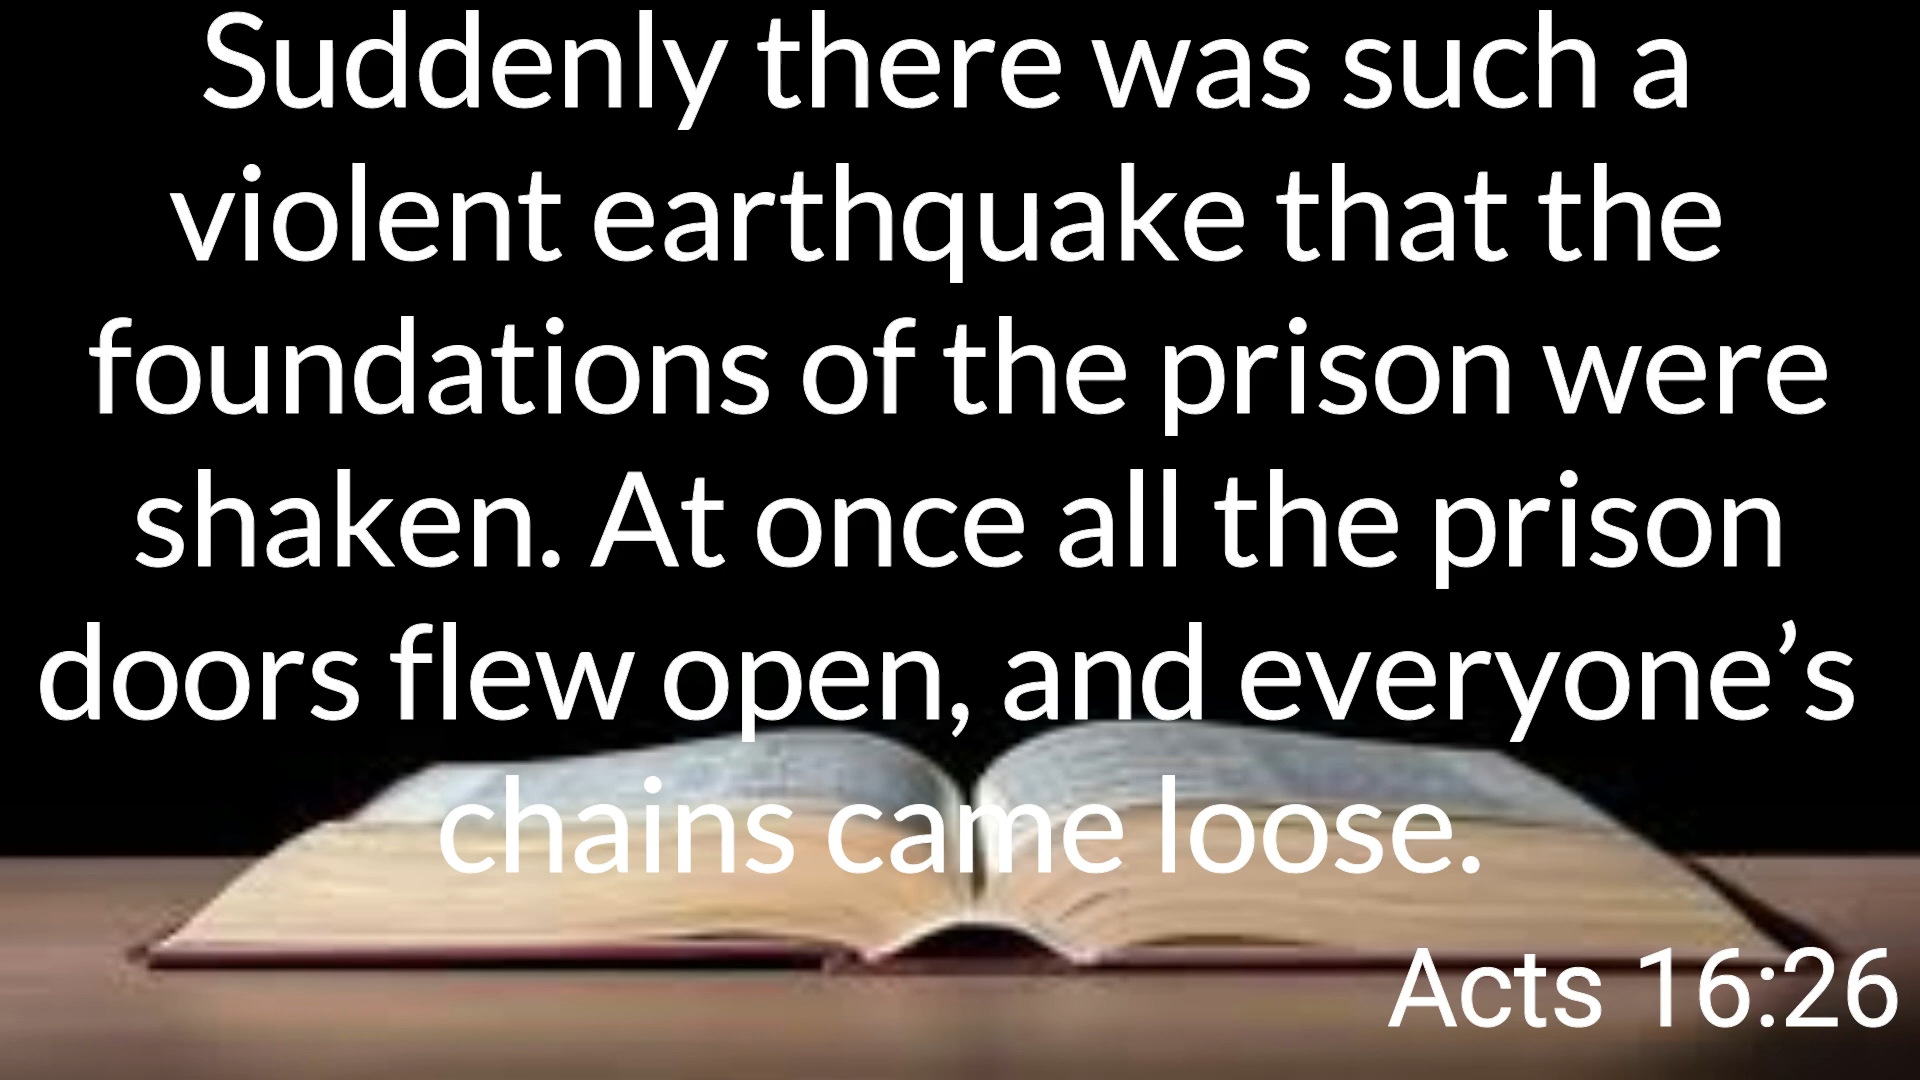 Suddenly there was such a
violent earthquake that the
foundations of the prison were
shaken. At once all the prison
doors flew open, and everyone’s
chains came loose.
Acts 16:26